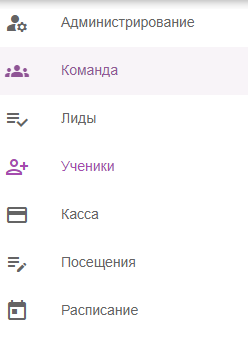 Администрирование
Команда
Лиды
Ученики
Касса
Посещения
Расписание